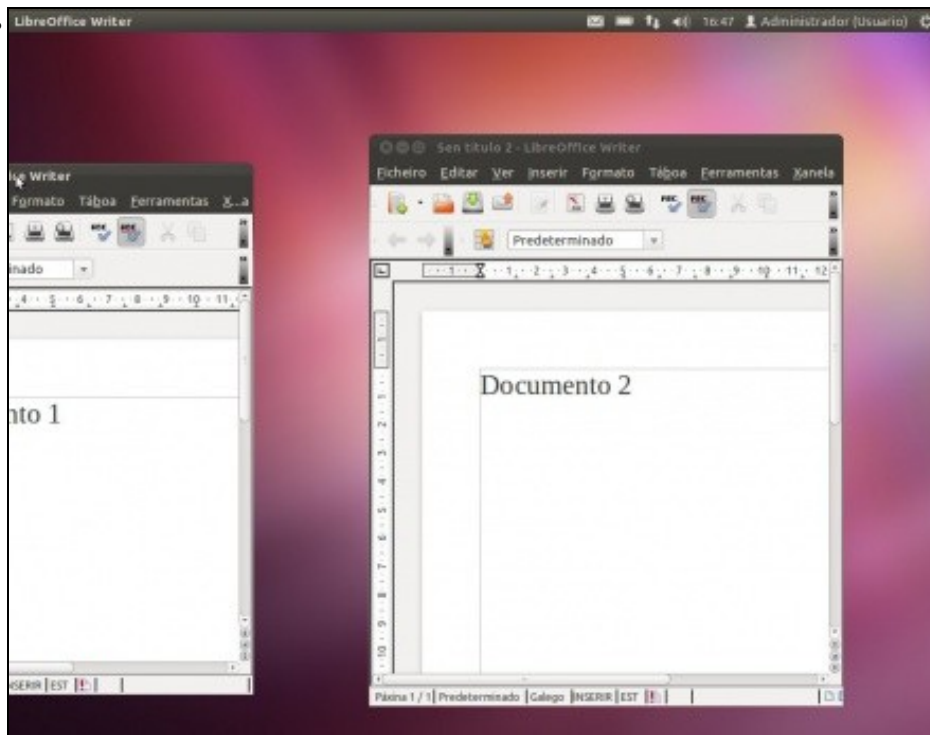 LibreOffice Writer 16:47 Administrador (Usuario)
Sen título 2 - LibreOffice Writer
Ficheiro Editar Ver Inserir Formato Táboa Ferramentas Xanela
Predeterminado
1 1 2 3 4 5 6 7 8 9 10 11 12
Documento 2
Páxina 1 / 1 Predeterminado Galego INSERIR EST
ice Writer
Formato Táboa Ferramentas X...a
inado
4 5 6 7 8 9 10 11
nto 1
NSERIR EST